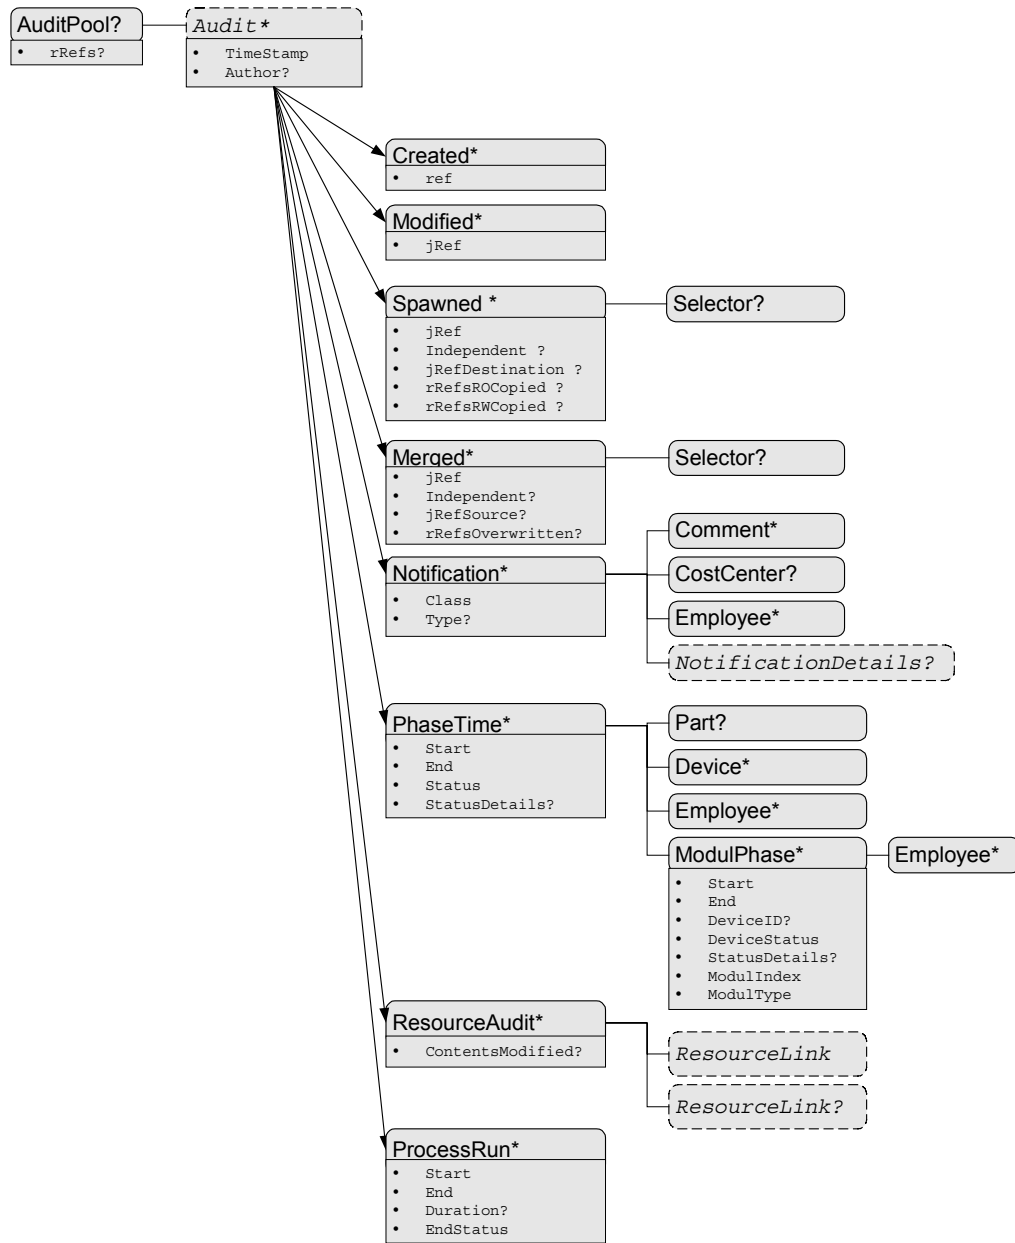 AuditPool?
• rRefs?
Audit*
• TimeStamp
• Author?
Created*
• ref
Modified*
• jRef
Spawned *
• jRef
• Independent ?
• jRefDestination ?
• rRefsROCopied ?
• rRefsRWCopied ?
Selector?
Merged*
• jRef
• Independent?
• jRefSource?
• rRefsOverwritten?
Selector?
Notification*
• Class
• Type?
Comment*
CostCenter?
Employee*
NotificationDetails?
PhaseTime*
• Start
• End
• Status
• StatusDetails?
Part?
Device*
Employee*
ModulPhase*
• Start
• End
• DeviceID?
• DeviceStatus
• StatusDetails?
• ModulIndex
• ModulType
Employee*
ResourceAudit*
• ContentsModified?
ResourceLink
ResourceLink?
ProcessRun*
• Start
• End
• Duration?
• EndStatus